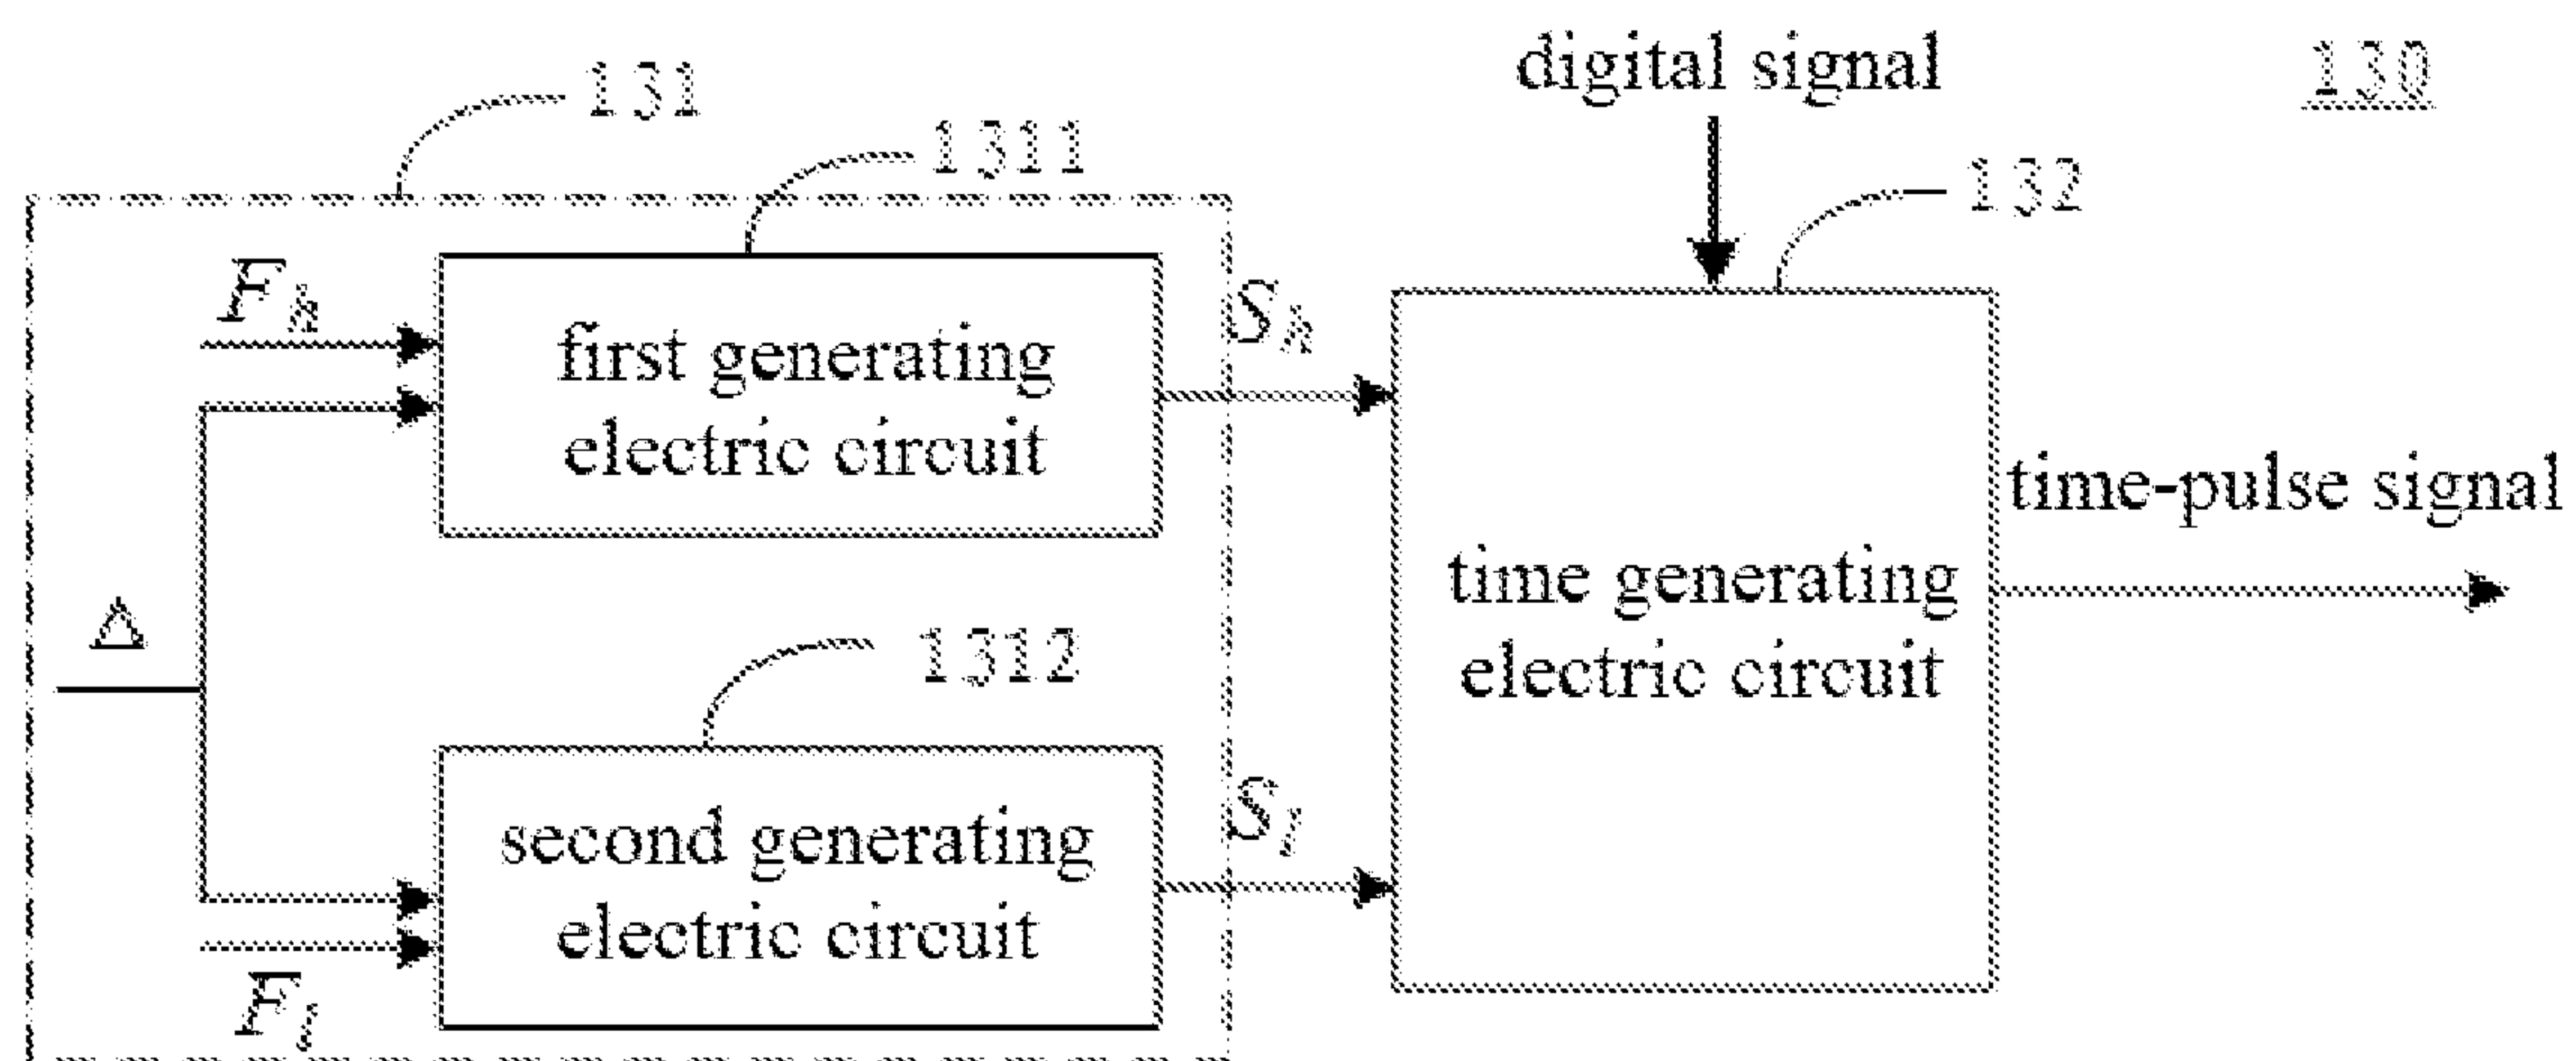 digital signal
130
131
1311
132
F_h
S_h
first generating
electric circuit
time-pulse signal
time generating
electric circuit
Δ
1312
S_l
second generating
electric circuit
F_l